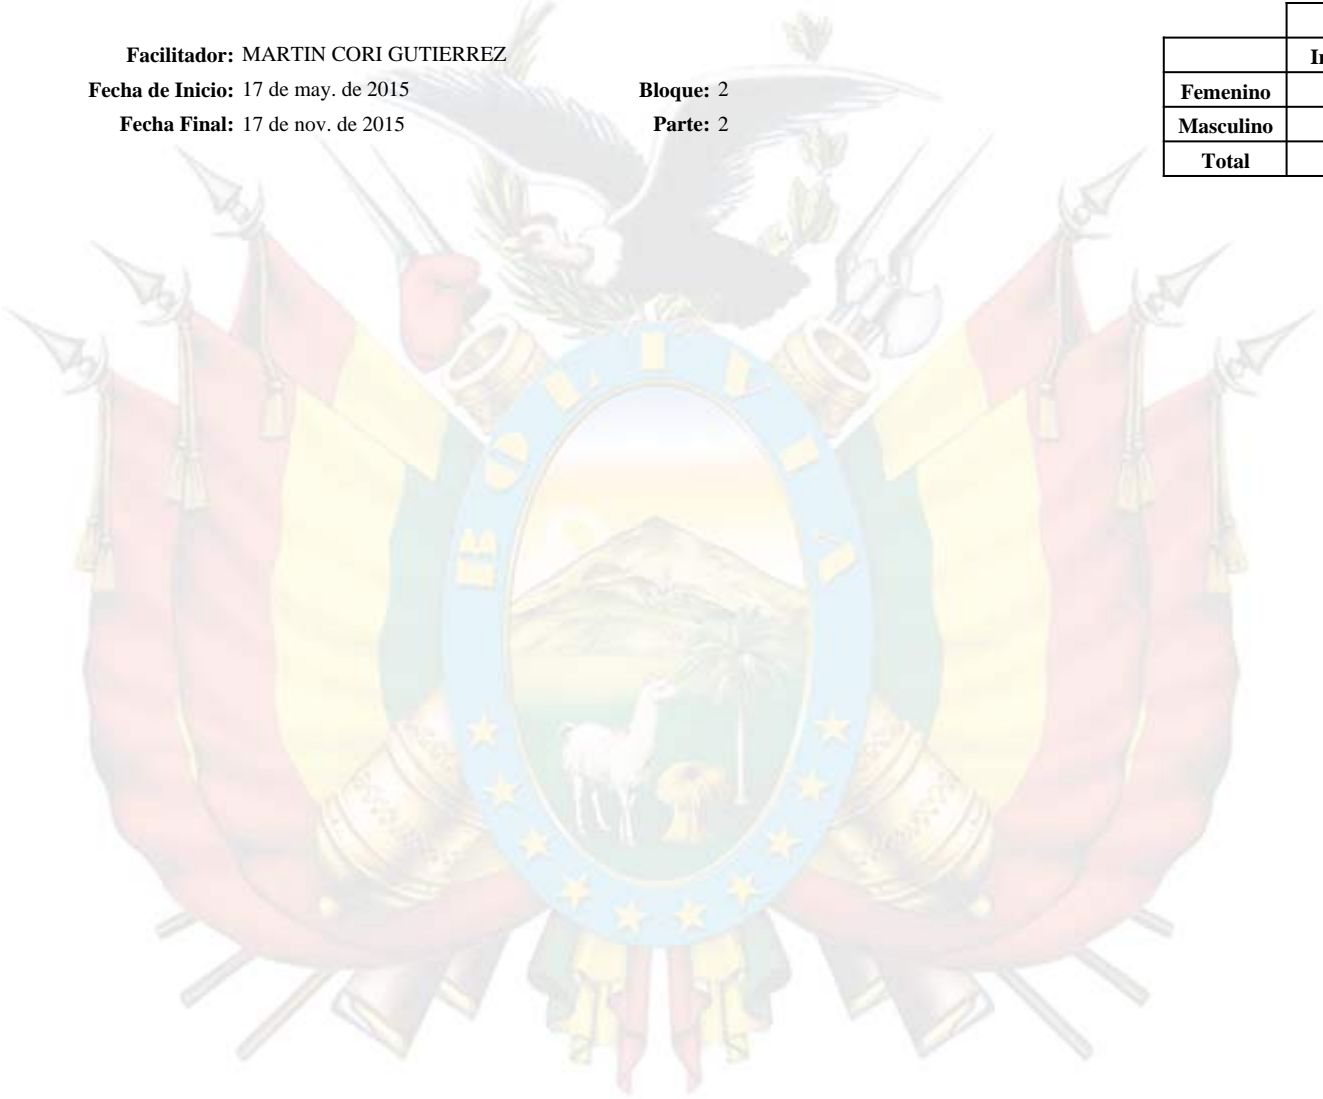 Facilitador: MARTIN CORI GUTIERREZ
Fecha de Inicio: 17 de may. de 2015 Bloque: 2
Fecha Final: 17 de nov. de 2015 Parte: 2
Femenino
Masculino
Total
BOLIVIA